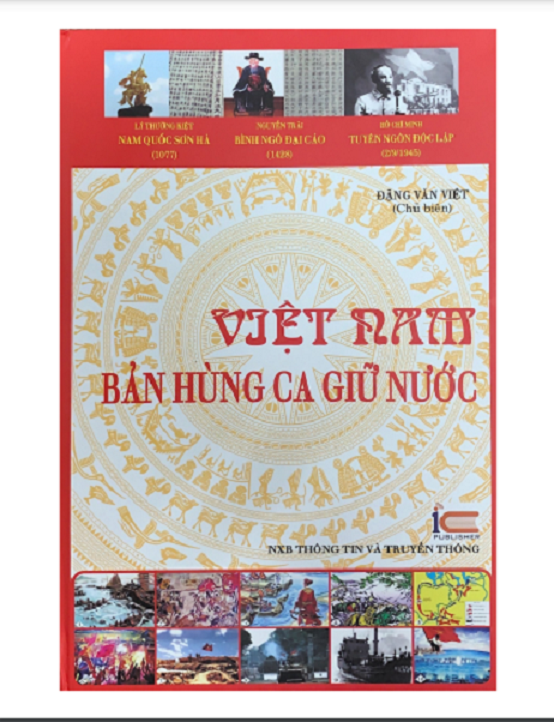 LÝ THƯỜNG KIỆT
NAM QUỐC SƠN HÀ
(1077)
NGUYỄN TRÃI
BÌNH NGÔ ĐẠI CÁO
(1428)
HỒ CHÍ MINH
TUYÊN NGÔN ĐỘC LẬP
(2/9/1945)
ĐẶNG VĂN VIỆT
(Chủ biên)
VIỆT NAM
BẢN HÙNG CA GIỮ NƯỚC
PUBLISHER
NXB THÔNG TIN VÀ TRUYỀN THÔNG